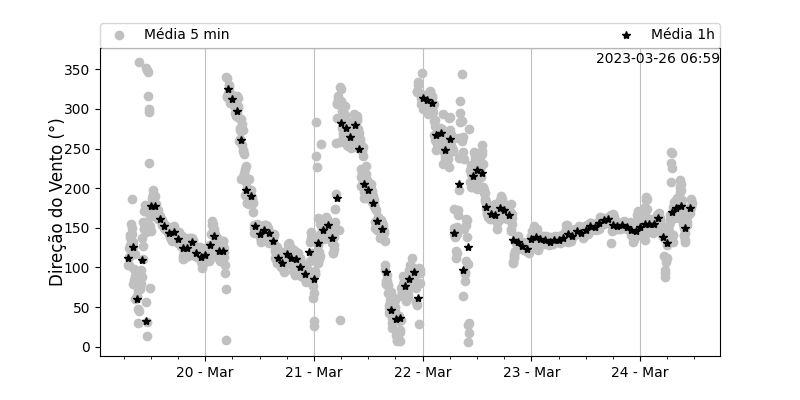 Média 5 min
Média 1h
2023-03-26 06:59
Direção do Vento (°)
350
300
250
200
150
100
50
0
20 - Mar
21 - Mar
22 - Mar
23 - Mar
24 - Mar